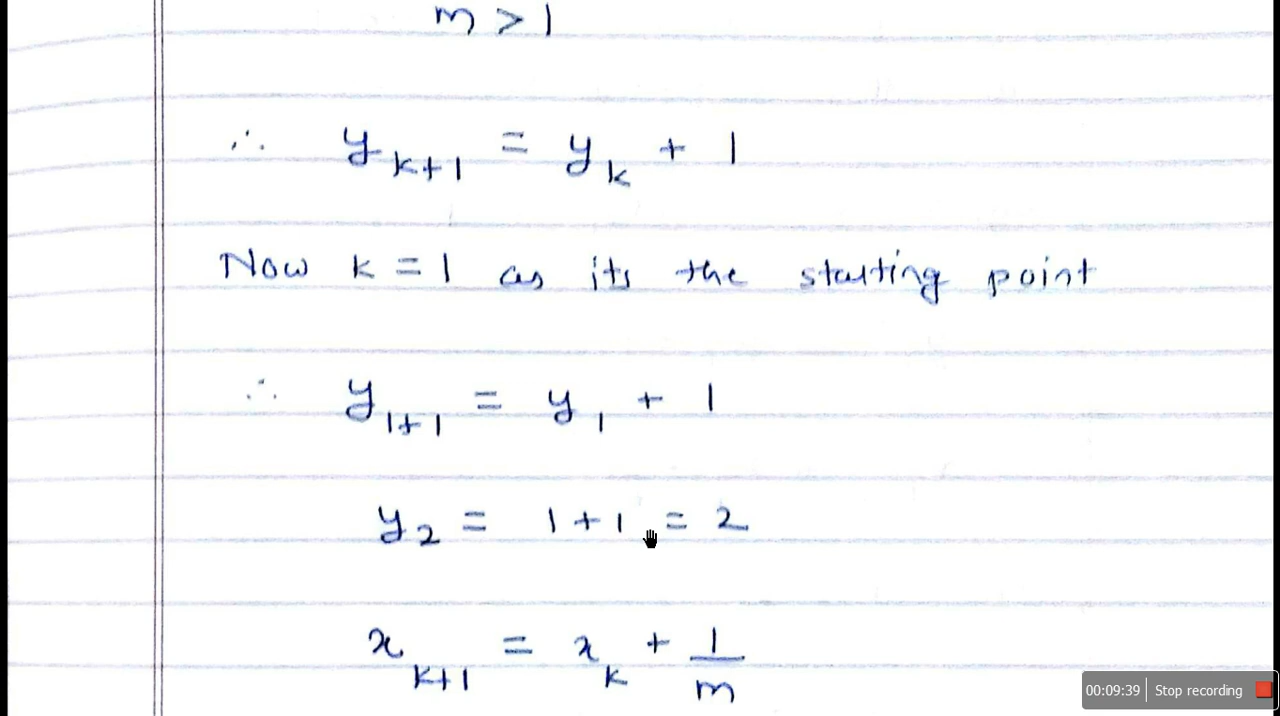 m > 1
∴ y_{k+1} = y_k + 1
Now k = 1 as its the starting point
∴ y_{1+1} = y_1 + 1
y_2 = 1 + 1 = 2
x_{k+1} = x_k + 1/m
00:09:39 Stop recording